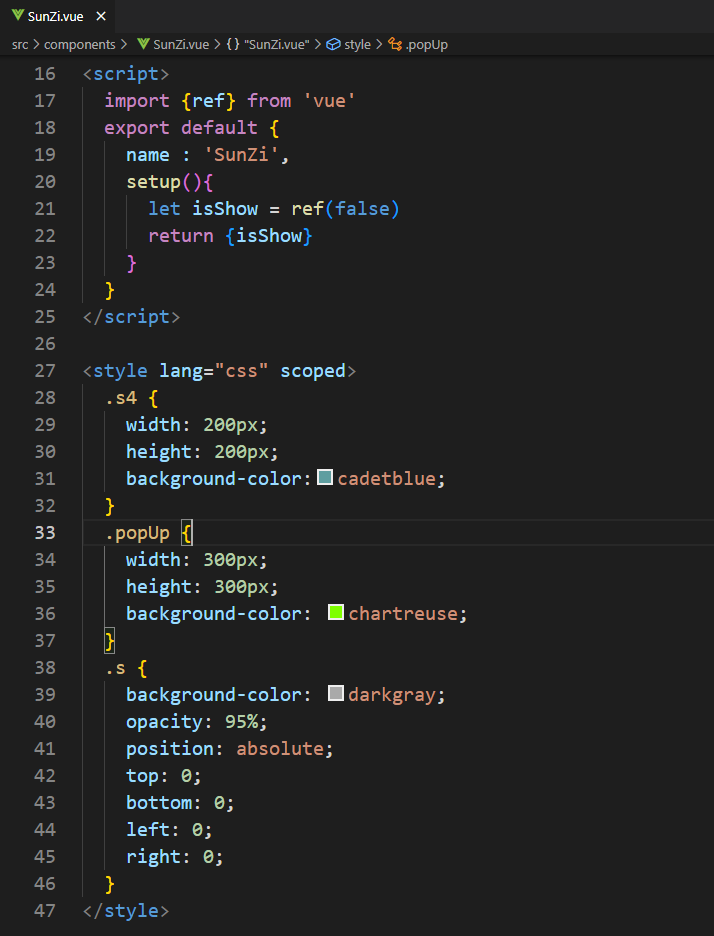 SunZi.vue
src > components > SunZi.vue > {} "SunZi.vue" > style > .popUp
16 <script>
17 import {ref} from 'vue'
18 export default {
19 name : 'SunZi',
20 setup(){
21 let isShow = ref(false)
22 return {isShow}
23 }
24 }
25 </script>
26
27 <style lang="css" scoped>
28 .s4 {
29 width: 200px;
30 height: 200px;
31 background-color: cadetblue;
32 }
33 .popUp {
34 width: 300px;
35 height: 300px;
36 background-color: chartreuse;
37 }
38 .s {
39 background-color: darkgray;
40 opacity: 95%;
41 position: absolute;
42 top: 0;
43 bottom: 0;
44 left: 0;
45 right: 0;
46 }
47 </style>